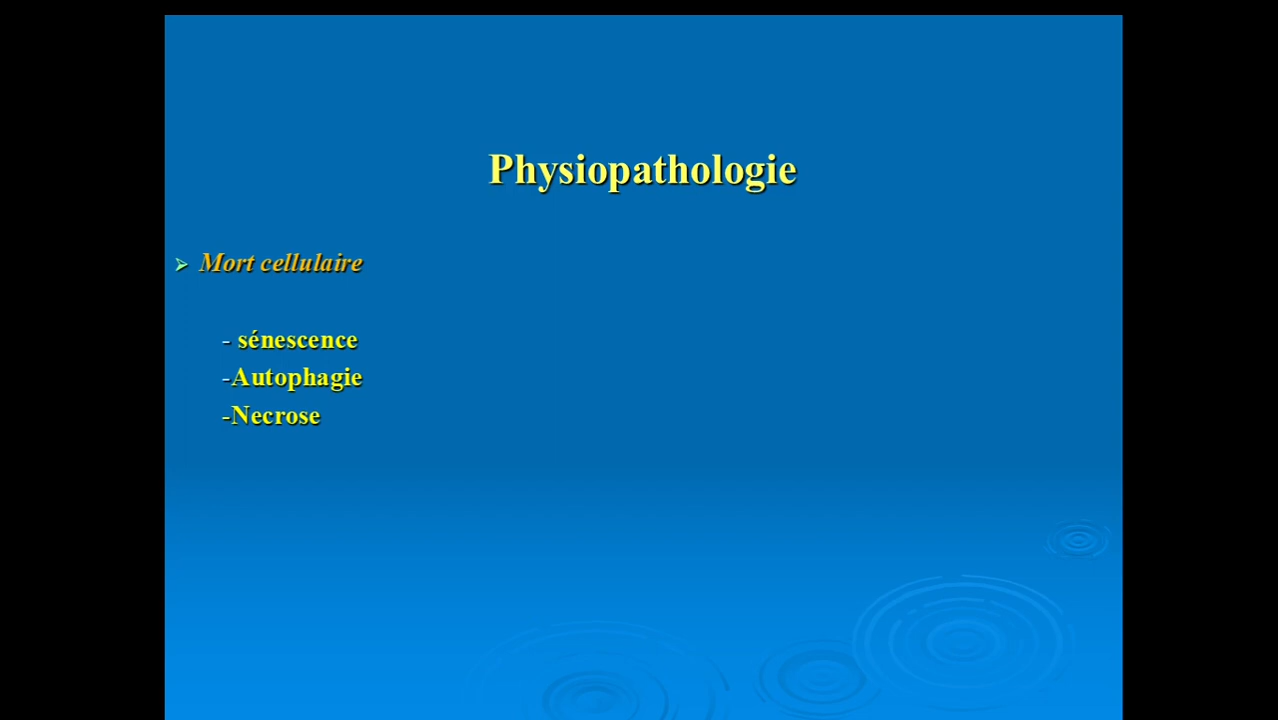 Physiopathologie
➢ Mort cellulaire
- sénescence
-Autophagie
-Necrose